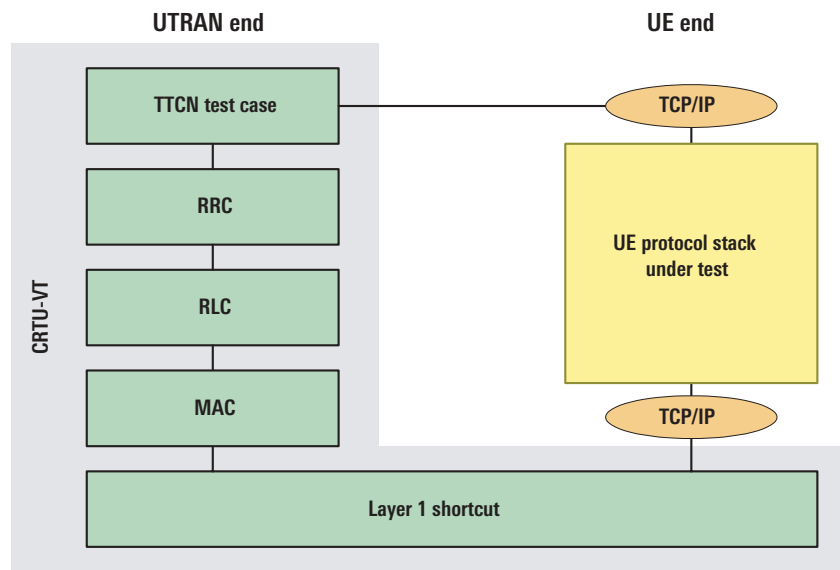 UTRAN end
UE end
TTCN test case
TCP/IP
RRC
UE protocol stack
under test
RLC
CRTU-VT
MAC
TCP/IP
Layer 1 shortcut